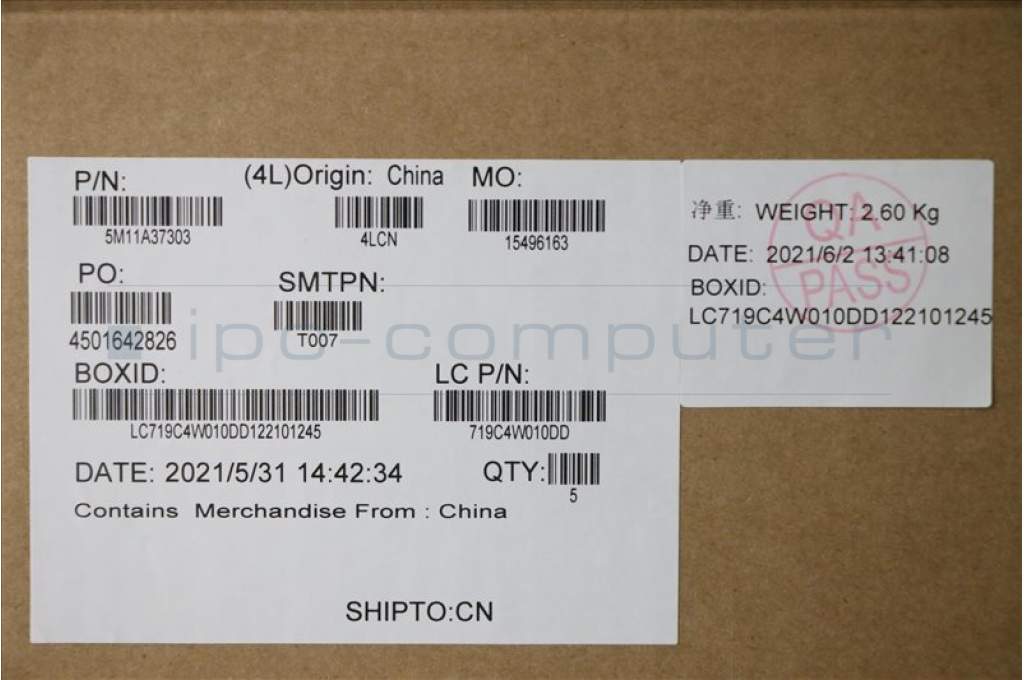 P/N:
5M11A37303
(4L)Origin: China
4LCN
MO:
15496163
PO:
4501642826
SMTPN:
T007
BOXID:
LC719C4W010DD122101245
LC P/N:
719C4W010DD
DATE: 2021/5/31 14:42:34
QTY:
5
Contains Merchandise From : China
SHIPTO:CN
净重: WEIGHT: 2.60 Kg
DATE: 2021/6/2 13:41:08
BOXID:
LC719C4W010DD122101245
QA
PASS
ipc-computer